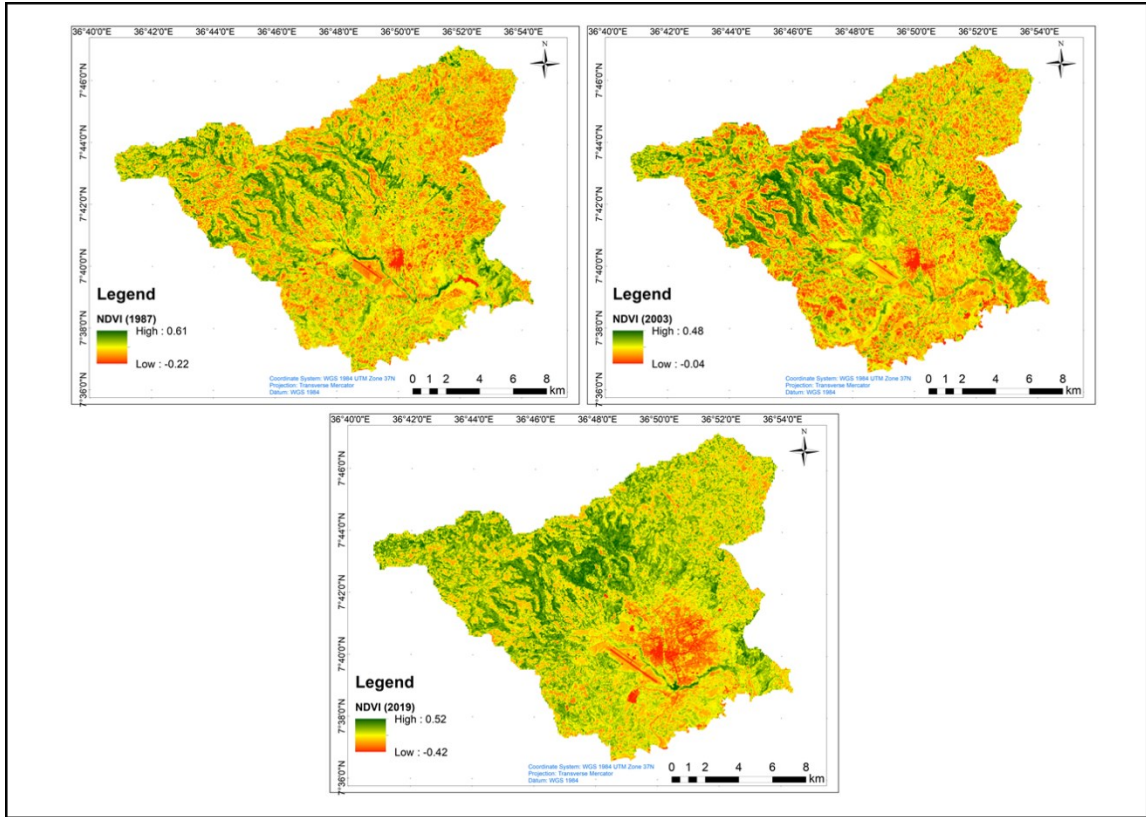 36°40'0"E 36°42'0"E 36°44'0"E 36°46'0"E 36°48'0"E 36°50'0"E 36°52'0"E 36°54'0"E
N
7°46'0"N
7°44'0"N
7°42'0"N
7°40'0"N
7°38'0"N
7°36'0"N
Legend
NDVI (1987)
High : 0.61
Low : -0.22
Coordinate System: WGS 1984 UTM Zone 37N
Projection: Transverse Mercator
Datum: WGS 1984
0 1 2 4 6 8
km
36°40'0"E 36°42'0"E 36°44'0"E 36°46'0"E 36°48'0"E 36°50'0"E 36°52'0"E 36°54'0"E
N
7°46'0"N
7°44'0"N
7°42'0"N
7°40'0"N
7°38'0"N
7°36'0"N
Legend
NDVI (2003)
High : 0.48
Low : -0.04
Coordinate System: WGS 1984 UTM Zone 37N
Projection: Transverse Mercator
Datum: WGS 1984
0 1 2 4 6 8
km
36°40'0"E 36°42'0"E 36°44'0"E 36°46'0"E 36°48'0"E 36°50'0"E 36°52'0"E 36°54'0"E
N
7°46'0"N
7°44'0"N
7°42'0"N
7°40'0"N
7°38'0"N
7°36'0"N
Legend
NDVI (2019)
High : 0.52
Low : -0.42
Coordinate System: WGS 1984 UTM Zone 37N
Projection: Transverse Mercator
Datum: WGS 1984
0 1 2 4 6 8
km